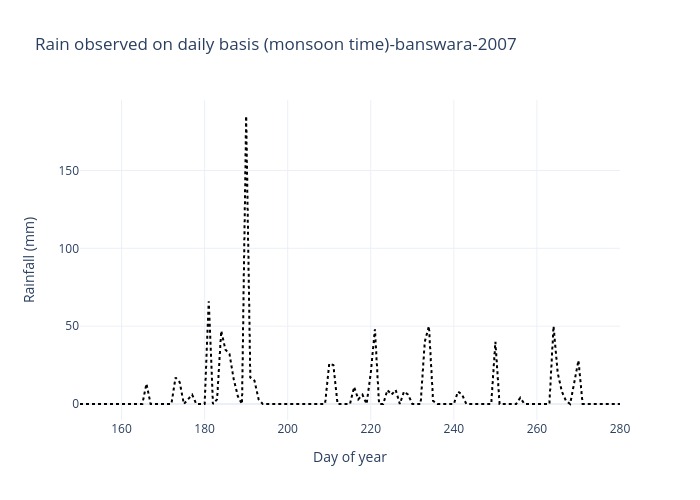 Rain observed on daily basis (monsoon time)-banswara-2007
Rainfall (mm)
150
100
50
0
160 180 200 220 240 260 280
Day of year